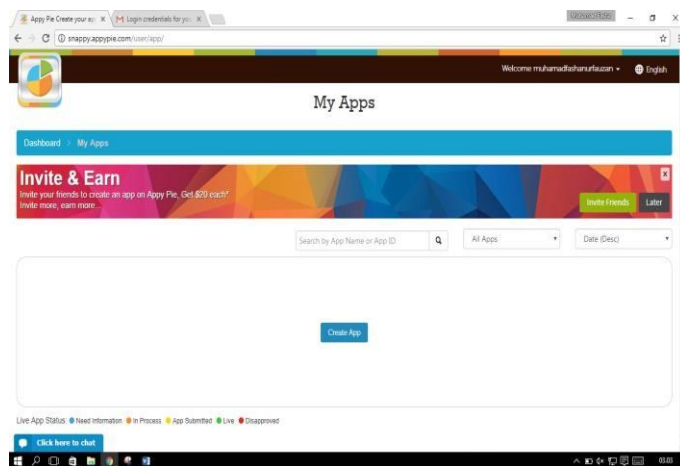 Appy Pie Create your ap
Login credentials for you
snappy.appypie.com/user/app/
Welcome muhamadfashanurfauzan
English
My Apps
Dashboard > My Apps
Invite & Earn
Invite your friends to create an app on Appy Pie, Get $20 each*
Invite more, earn more...
x
Invite Friends
Later
Search by App Name or App ID
All Apps
Date (Desc)
Create App
Live App Status: Need Information In Process App Submitted Live Disapproved
Click here to chat
03.03